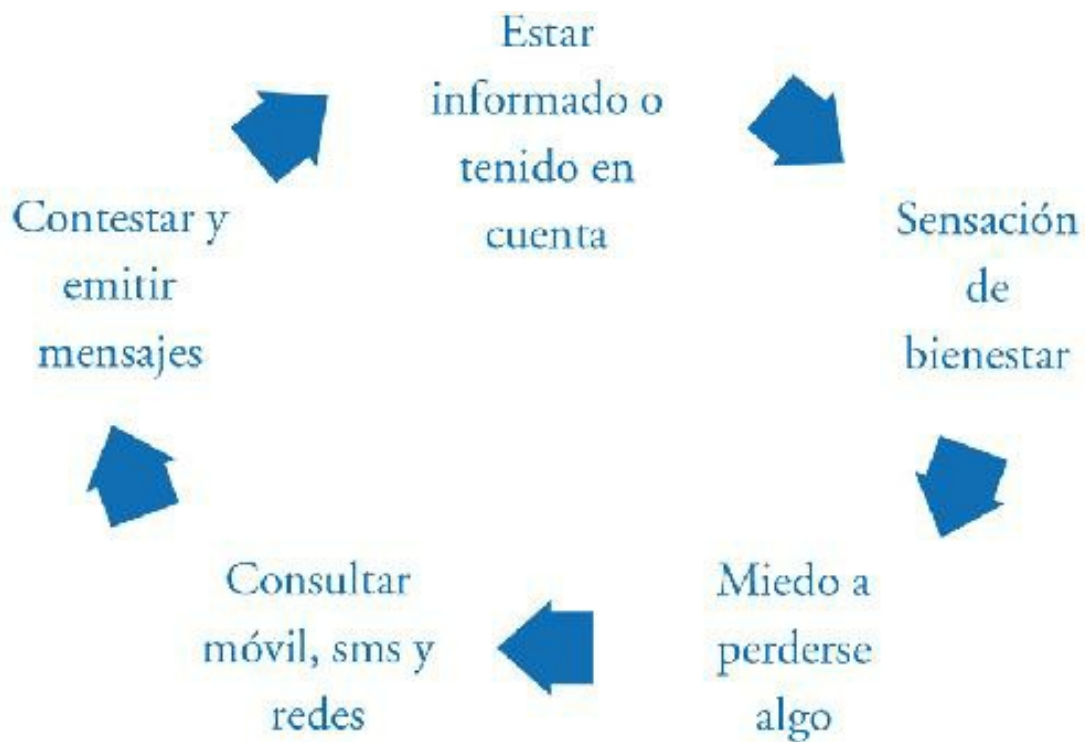 Estar
informado o
tenido en
cuenta
Sensación
de
bienestar
Miedo a
perderse
algo
Consultar
móvil, sms y
redes
Contestar y
emitir
mensajes